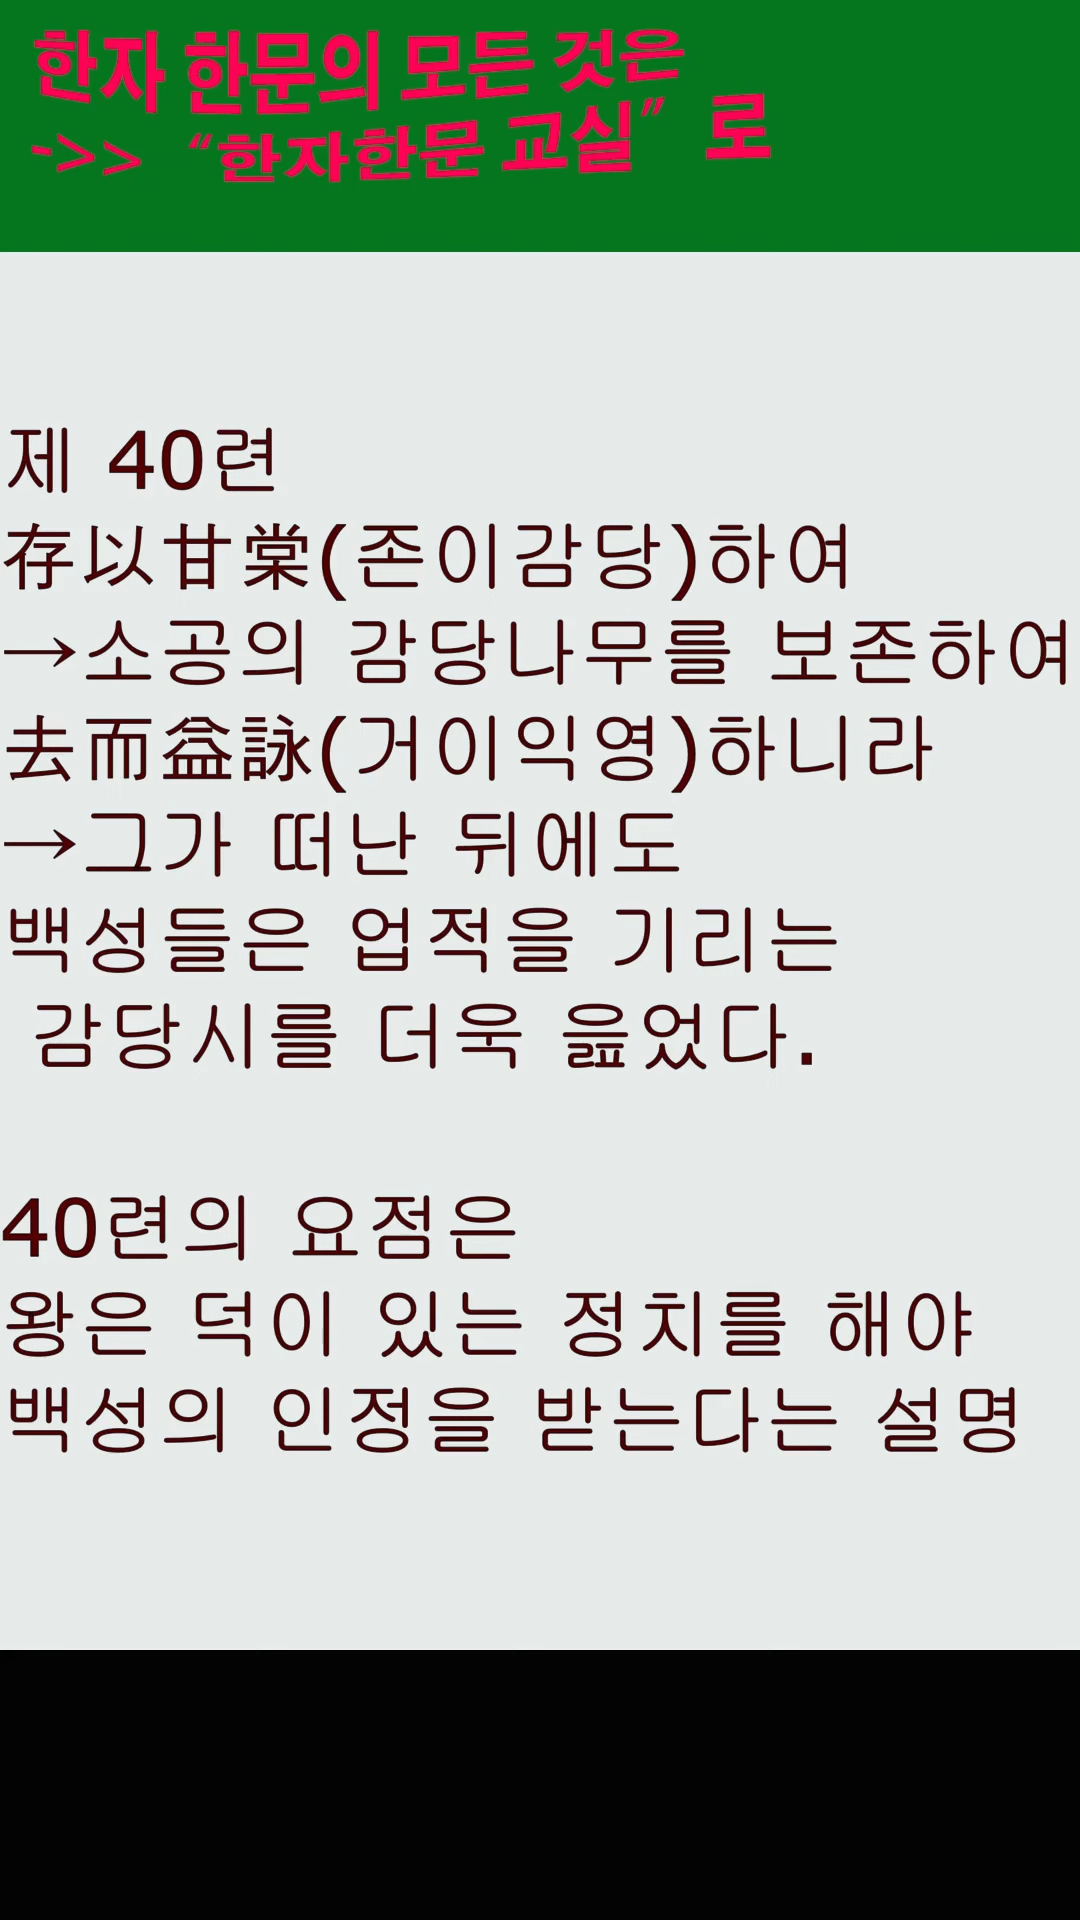 한자 한문의 모든 것은
->> “한자한문 교실” 로
제 40련
存以甘棠(존이감당)하여
→소공의 감당나무를 보존하여
去而益詠(거이익영)하니라
→그가 떠난 뒤에도
백성들은 업적을 기리는
감당시를 더욱 읊었다.
40련의 요점은
왕은 덕이 있는 정치를 해야
백성의 인정을 받는다는 설명